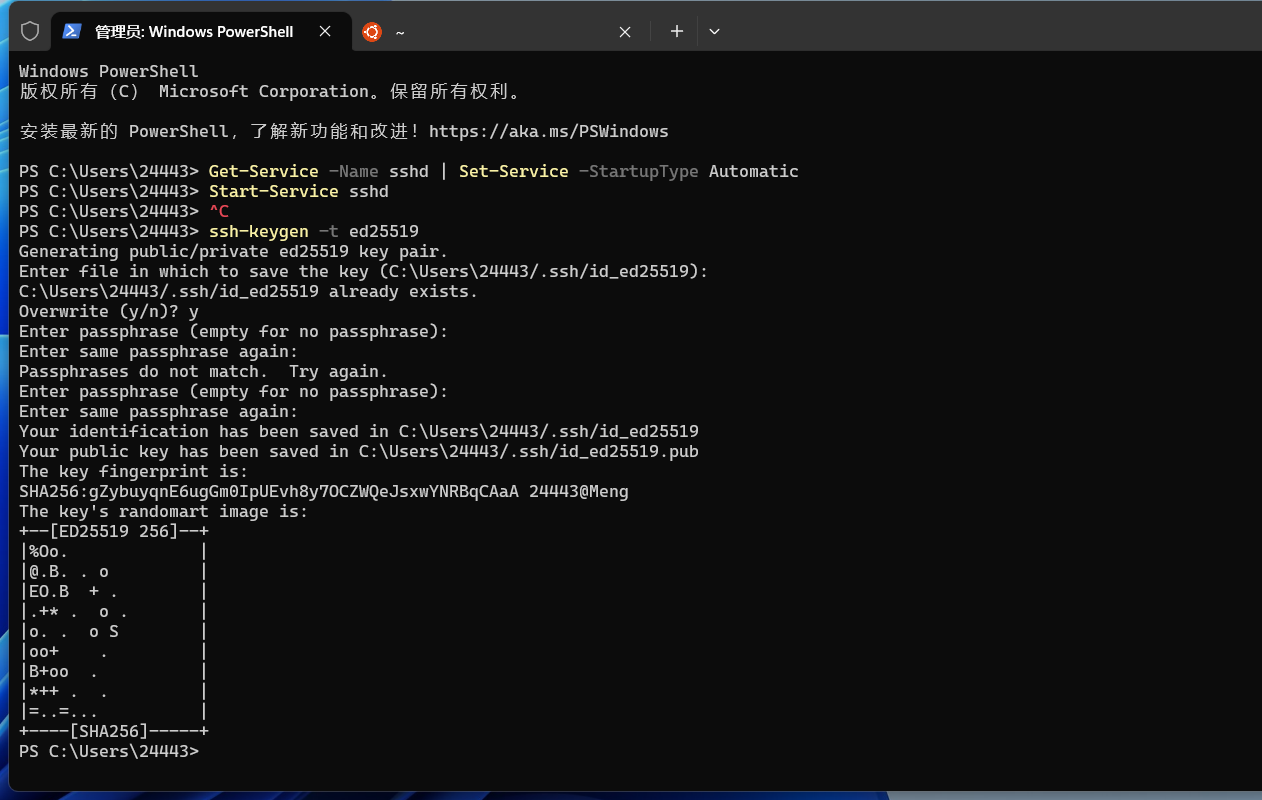 管理员: Windows PowerShell
~
Windows PowerShell
版权所有 (C) Microsoft Corporation。保留所有权利。
安装最新的 PowerShell，了解新功能和改进！https://aka.ms/PSWindows
PS C:\Users\24443> Get-Service -Name sshd | Set-Service -StartupType Automatic
PS C:\Users\24443> Start-Service sshd
PS C:\Users\24443> ^C
PS C:\Users\24443> ssh-keygen -t ed25519
Generating public/private ed25519 key pair.
Enter file in which to save the key (C:\Users\24443/.ssh/id_ed25519):
C:\Users\24443/.ssh/id_ed25519 already exists.
Overwrite (y/n)? y
Enter passphrase (empty for no passphrase):
Enter same passphrase again:
Passphrases do not match.  Try again.
Enter passphrase (empty for no passphrase):
Enter same passphrase again:
Your identification has been saved in C:\Users\24443/.ssh/id_ed25519
Your public key has been saved in C:\Users\24443/.ssh/id_ed25519.pub
The key fingerprint is:
SHA256:gZybuyqnE6ugGm0IpUEvh8y7OCZWQeJsxwYNRBqCAaA 24443@Meng
The key's randomart image is:
+--[ED25519 256]--+
|%Oo.             |
|@.B. . o         |
|EO.B  + .        |
|.+* .  o .       |
|o. .  o S        |
|oo+    .         |
|B+oo  .          |
|*++ .  .         |
|=..=...          |
+----[SHA256]-----+
PS C:\Users\24443>